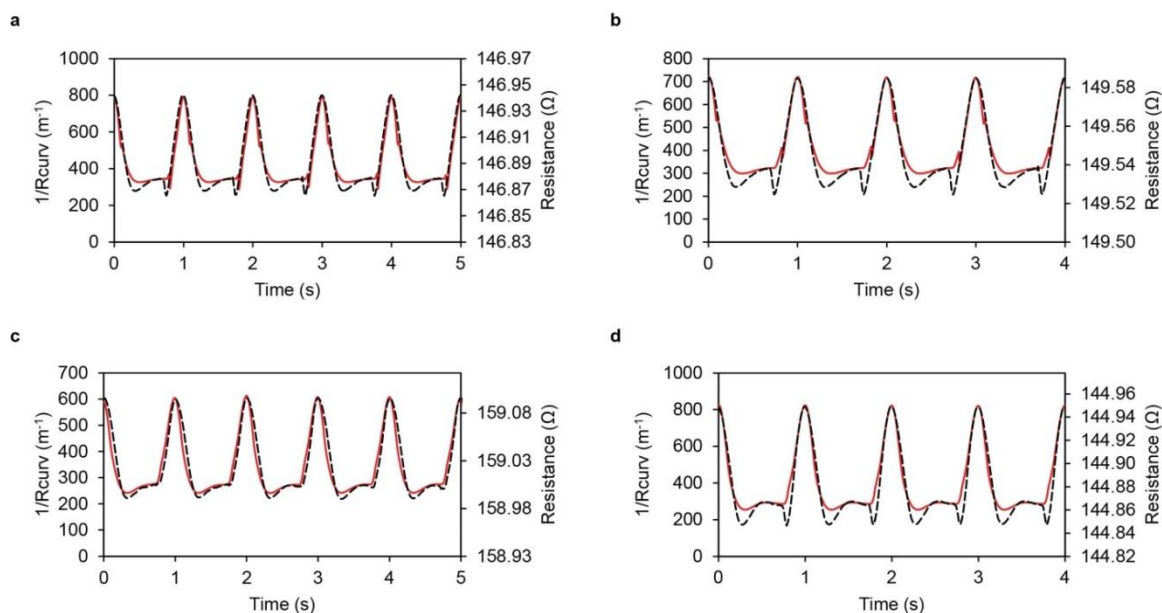 a
1000
800
600
400
200
0
1/Rcurv (m⁻¹)
146.97
146.95
146.93
146.91
146.89
146.87
146.85
146.83
Resistance (Ω)
0 1 2 3 4 5
Time (s)
b
800
700
600
500
400
300
200
100
0
1/Rcurv (m⁻¹)
149.58
149.56
149.54
149.52
149.50
Resistance (Ω)
0 1 2 3 4
Time (s)
c
700
600
500
400
300
200
100
0
1/Rcurv (m⁻¹)
159.08
159.03
158.98
158.93
Resistance (Ω)
0 1 2 3 4 5
Time (s)
d
1000
800
600
400
200
0
1/Rcurv (m⁻¹)
144.96
144.94
144.92
144.90
144.88
144.86
144.84
144.82
Resistance (Ω)
0 1 2 3 4
Time (s)